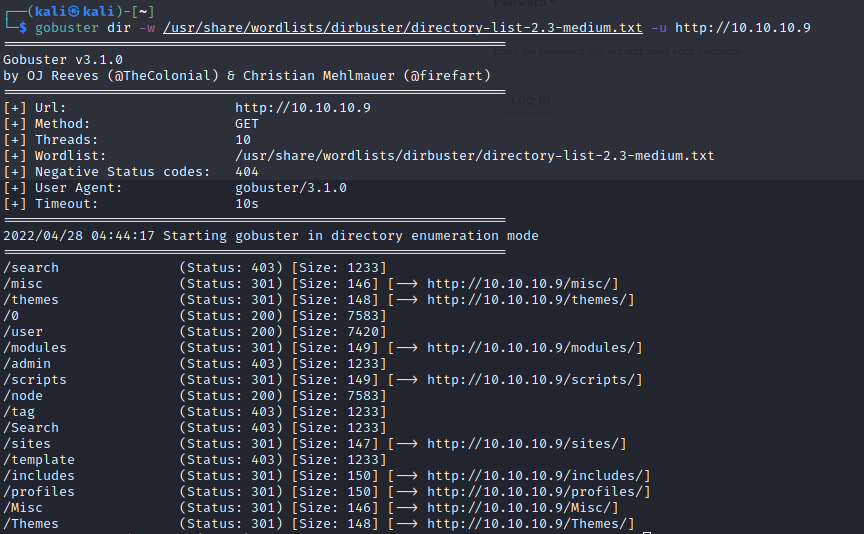 ┌──(kali㉿kali)-[~]
└─$ gobuster dir -w /usr/share/wordlists/dirbuster/directory-list-2.3-medium.txt -u http://10.10.10.9
===============================================================
Gobuster v3.1.0
by OJ Reeves (@TheColonial) & Christian Mehlmauer (@firefart)
===============================================================
[+] Url:                     http://10.10.10.9
[+] Method:                  GET
[+] Threads:                 10
[+] Wordlist:                /usr/share/wordlists/dirbuster/directory-list-2.3-medium.txt
[+] Negative Status codes:   404
[+] User Agent:              gobuster/3.1.0
[+] Timeout:                 10s
===============================================================
2022/04/28 04:44:17 Starting gobuster in directory enumeration mode
===============================================================
/search               (Status: 403) [Size: 1233]
/misc                 (Status: 301) [Size: 146] [--> http://10.10.10.9/misc/]
/themes               (Status: 301) [Size: 148] [--> http://10.10.10.9/themes/]
/0                    (Status: 200) [Size: 7583]
/user                 (Status: 200) [Size: 7420]
/modules              (Status: 301) [Size: 149] [--> http://10.10.10.9/modules/]
/admin                (Status: 403) [Size: 1233]
/scripts              (Status: 301) [Size: 149] [--> http://10.10.10.9/scripts/]
/node                 (Status: 200) [Size: 7583]
/tag                  (Status: 403) [Size: 1233]
/Search               (Status: 403) [Size: 1233]
/sites                (Status: 301) [Size: 147] [--> http://10.10.10.9/sites/]
/template             (Status: 403) [Size: 1233]
/includes             (Status: 301) [Size: 150] [--> http://10.10.10.9/includes/]
/profiles             (Status: 301) [Size: 150] [--> http://10.10.10.9/profiles/]
/Misc                 (Status: 301) [Size: 146] [--> http://10.10.10.9/Misc/]
/Themes               (Status: 301) [Size: 148] [--> http://10.10.10.9/Themes/]
Password *
Enter the password that accompanies your username.
Log in